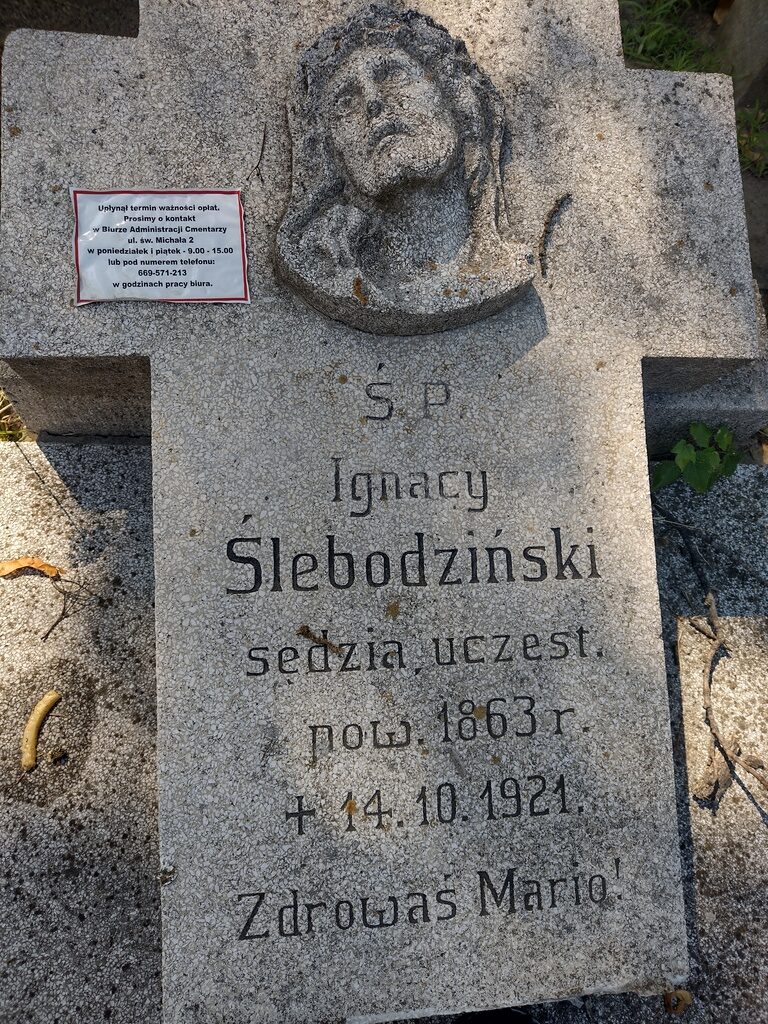 Upłynął termin ważności opłat.
Prosimy o kontakt
w Biurze Administracji Cmentarzy
ul. św. Michała 2
w poniedziałek i piątek - 9.00 - 15.00
lub pod numerem telefonu:
669-571-213
w godzinach pracy biura.
Ś P
Ignacy
Ślebodziński
sędzia, uczest.
pow. 1863 r.
+ 14. 10. 1921.
Zdrowaś Mario!